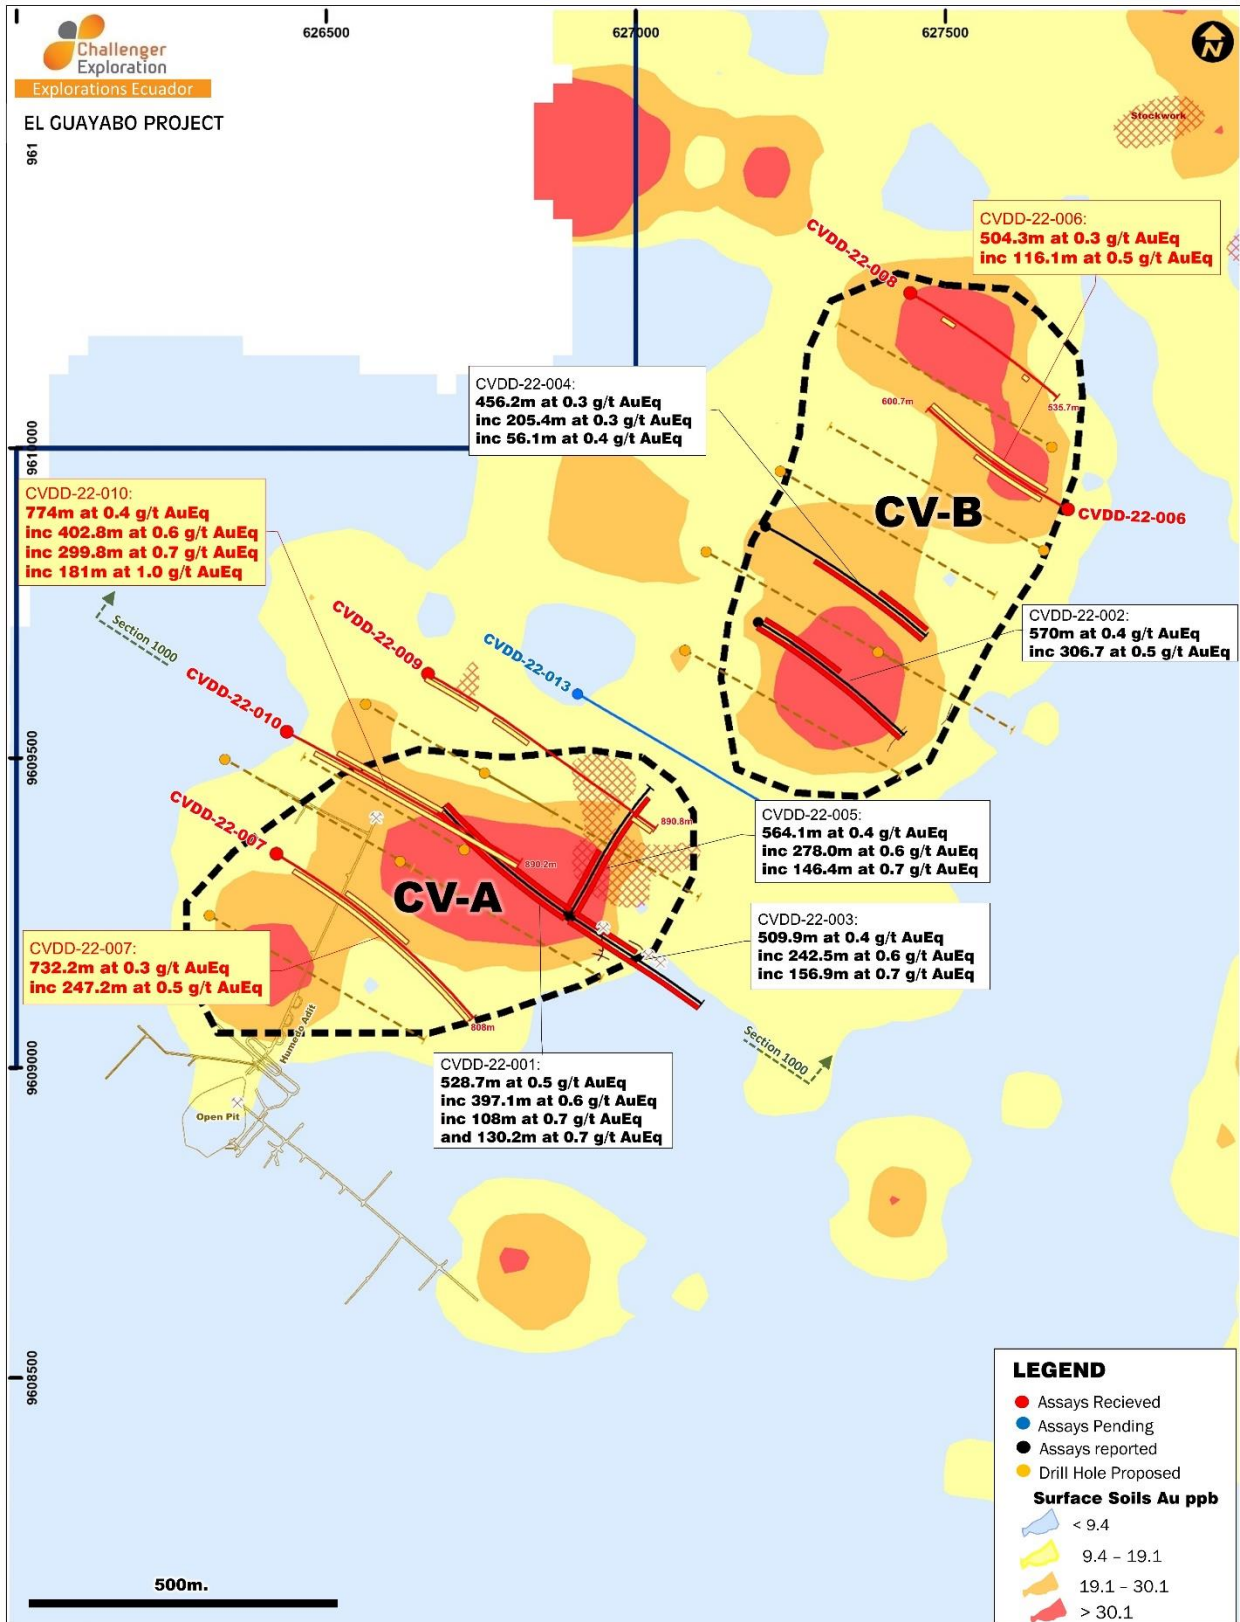 626500
627000
627500
Challenger
Exploration
Explorations Ecuador
N
EL GUAYABO PROJECT
961
Stockwork
CVDD-22-006:
504.3m at 0.3 g/t AuEq
inc 116.1m at 0.5 g/t AuEq
CVDD-22-008
CVDD-22-004:
456.2m at 0.3 g/t AuEq
inc 205.4m at 0.3 g/t AuEq
inc 56.1m at 0.4 g/t AuEq
600.7m
535.7m
9610000
CVDD-22-010:
774m at 0.4 g/t AuEq
inc 402.8m at 0.6 g/t AuEq
inc 299.8m at 0.7 g/t AuEq
inc 181m at 1.0 g/t AuEq
CV-B
CVDD-22-006
Section 1000
CVDD-22-009
CVDD-22-013
CVDD-22-002:
570m at 0.4 g/t AuEq
inc 306.7 at 0.5 g/t AuEq
CVDD-22-010
9609500
CVDD-22-007
890.8m
890.2m
CVDD-22-005:
564.1m at 0.4 g/t AuEq
inc 278.0m at 0.6 g/t AuEq
inc 146.4m at 0.7 g/t AuEq
CV-A
CVDD-22-003:
509.9m at 0.4 g/t AuEq
inc 242.5m at 0.6 g/t AuEq
inc 156.9m at 0.7 g/t AuEq
CVDD-22-007:
732.2m at 0.3 g/t AuEq
inc 247.2m at 0.5 g/t AuEq
808m
Humedo Adit
9609000
Section 1000
CVDD-22-001:
528.7m at 0.5 g/t AuEq
inc 397.1m at 0.6 g/t AuEq
inc 108m at 0.7 g/t AuEq
and 130.2m at 0.7 g/t AuEq
Open Pit
9608500
LEGEND
Assays Recieved
Assays Pending
Assays reported
Drill Hole Proposed
Surface Soils Au ppb
< 9.4
9.4 – 19.1
19.1 – 30.1
> 30.1
500m.